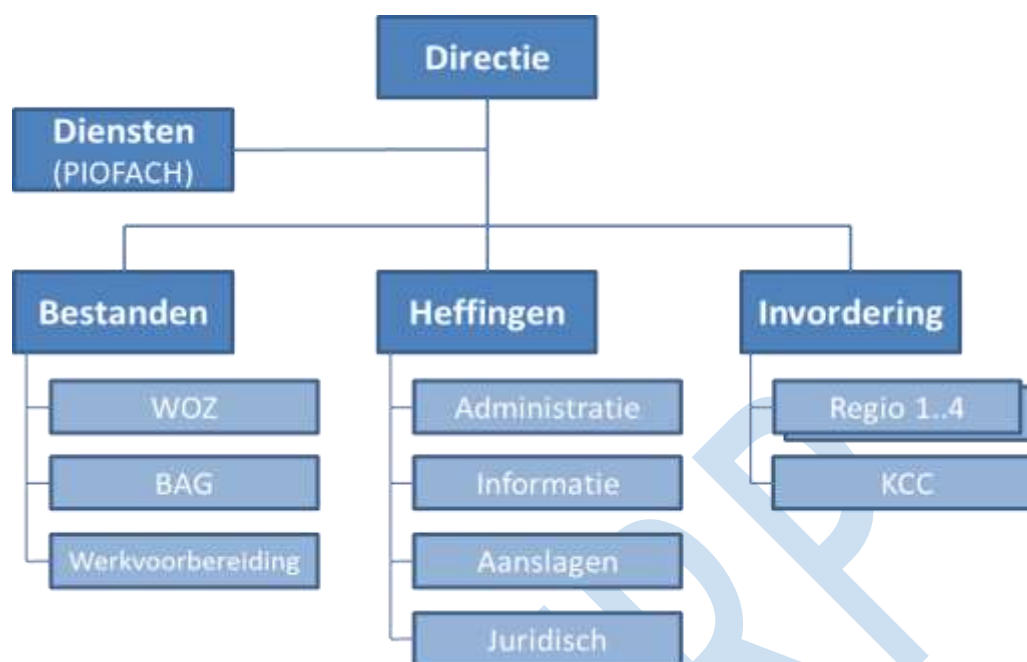 Directie
Diensten
(PIOFACH)
Bestanden
Heffingen
Invordering
WOZ
Administratie
Regio 1..4
BAG
Informatie
KCC
Werkvoorbereiding
Aanslagen
Juridisch